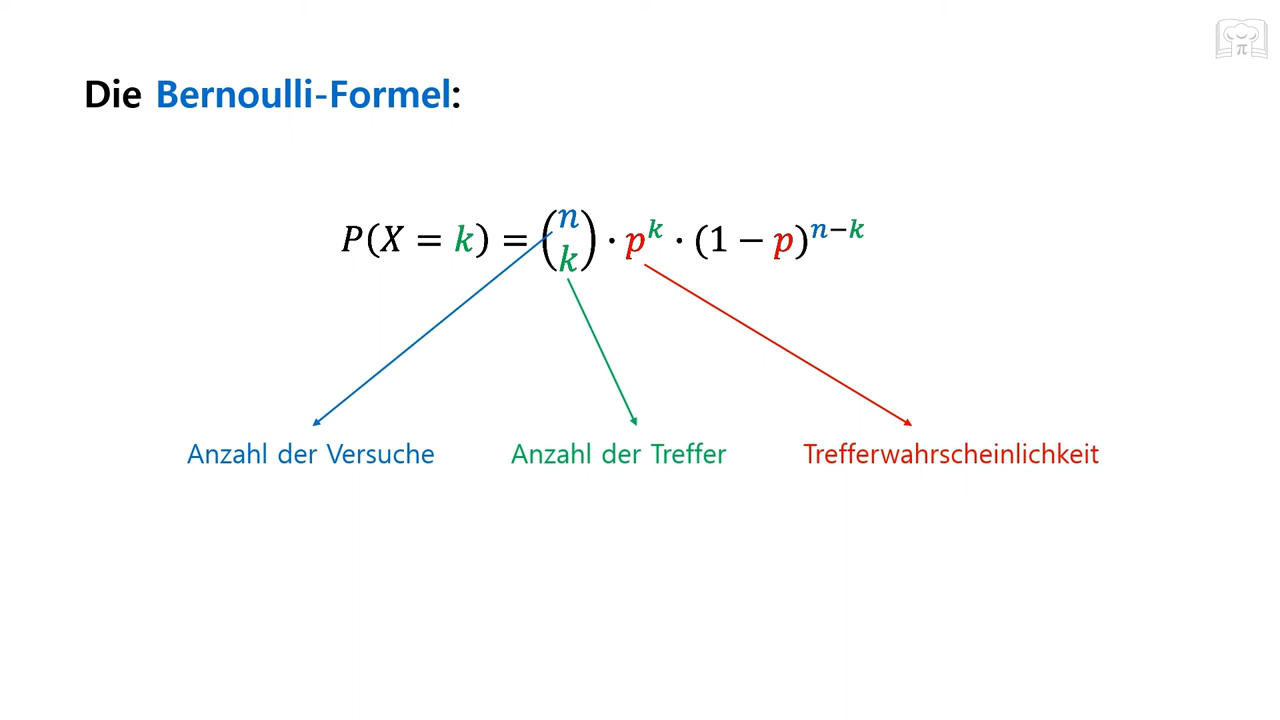 Die Bernoulli-Formel:
P(X = k) = (n k) · p^k · (1 − p)^{n−k}
Anzahl der Versuche
Anzahl der Treffer
Trefferwahrscheinlichkeit
π